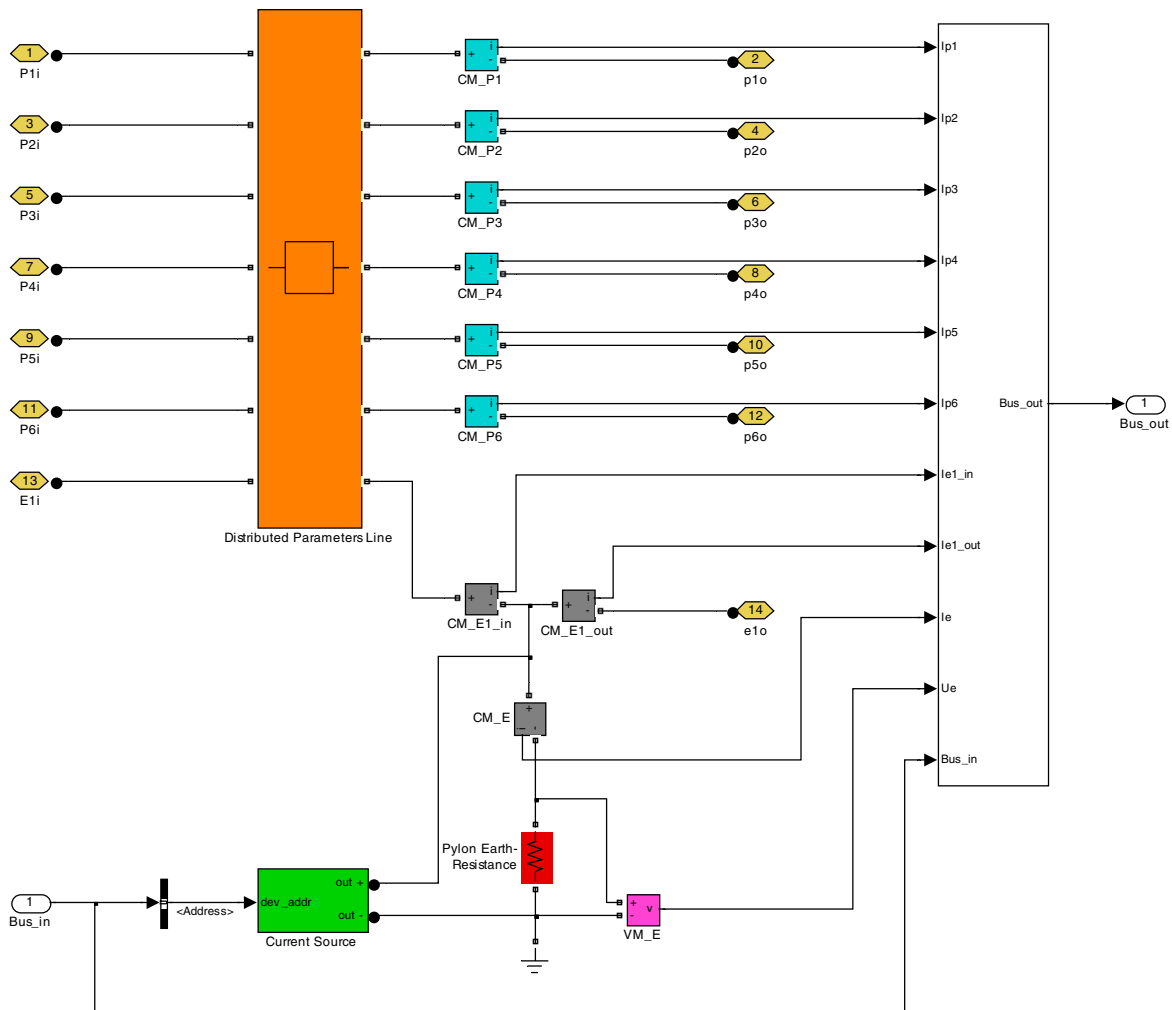 1
P1i
3
P2i
5
P3i
7
P4i
9
P5i
11
P6i
13
E1i
Distributed Parameters Line
+ i -
CM_P1
+ i -
CM_P2
+ i -
CM_P3
+ i -
CM_P4
+ i -
CM_P5
+ i -
CM_P6
2
p1o
4
p2o
6
p3o
8
p4o
10
p5o
12
p6o
+ i -
CM_E1_in
+ i -
CM_E1_out
14
e1o
CM_E
+
Pylon Earth-
Resistance
+ v
-
VM_E
1
Bus_in
<Address>
dev_addr
out +
out -
Current Source
Ip1
Ip2
Ip3
Ip4
Ip5
Ip6
Ie1_in
Ie1_out
Ie
Ue
Bus_in
Bus_out
1
Bus_out